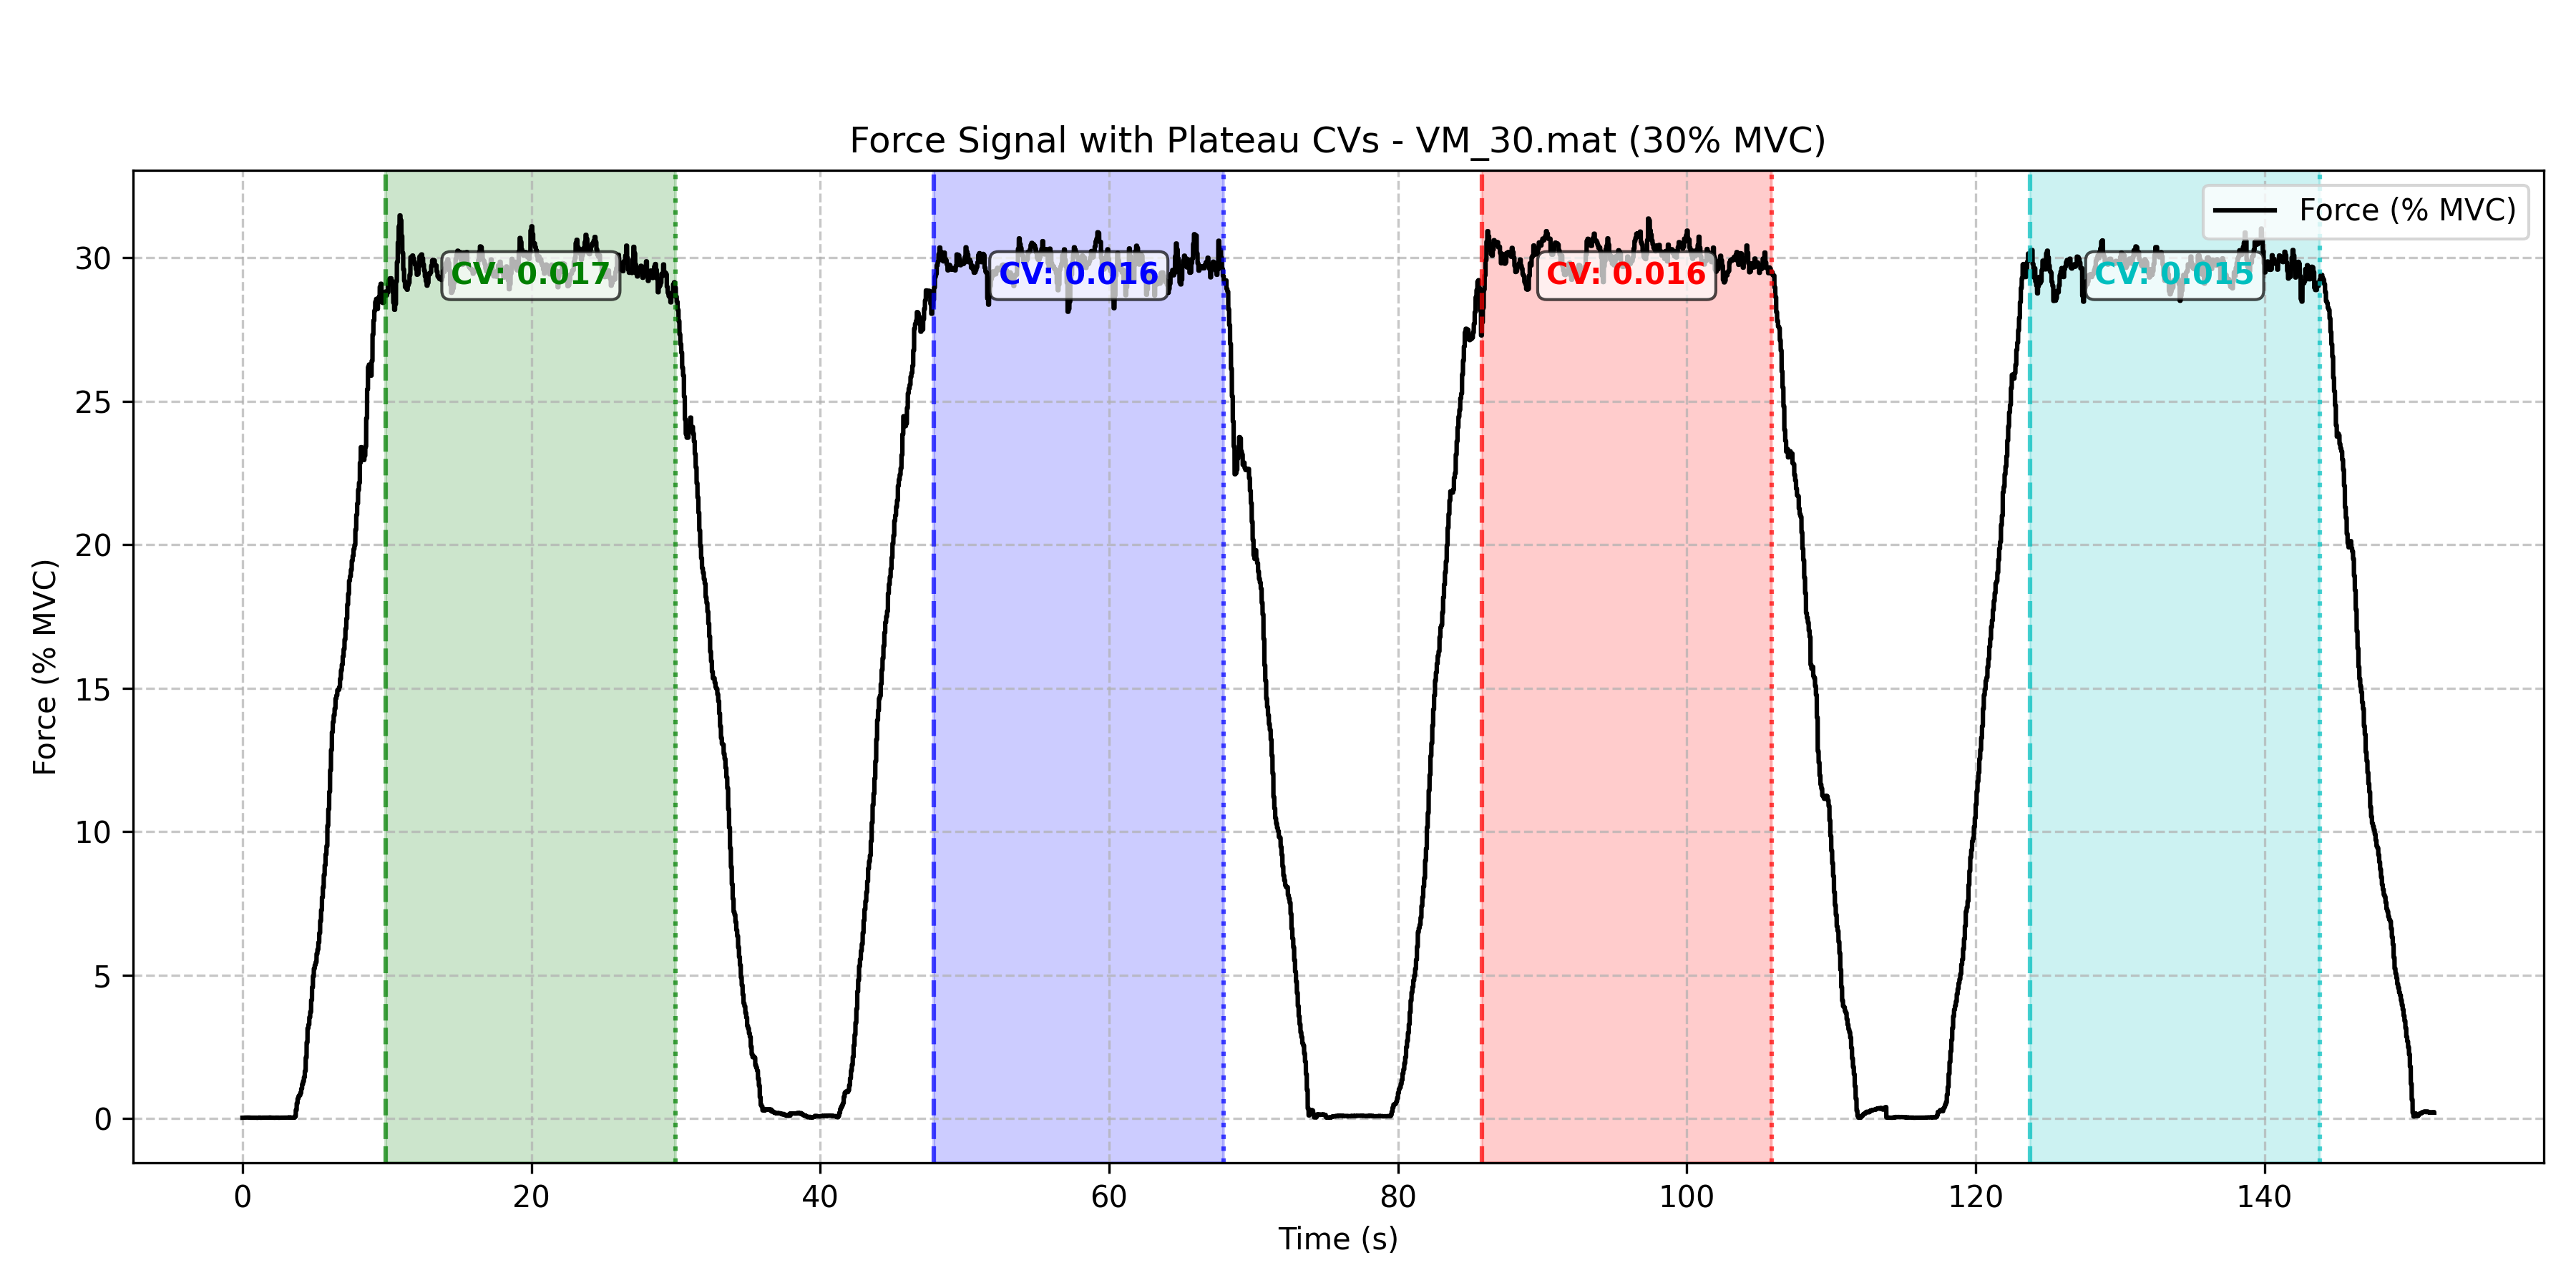 Force Signal with Plateau CVs - VM_30.mat (30% MVC)
Force (% MVC)
CV: 0.017
CV: 0.016
CV: 0.016
CV: 0.015
30
25
20
15
10
5
0
Force (% MVC)
0 20 40 60 80 100 120 140
Time (s)